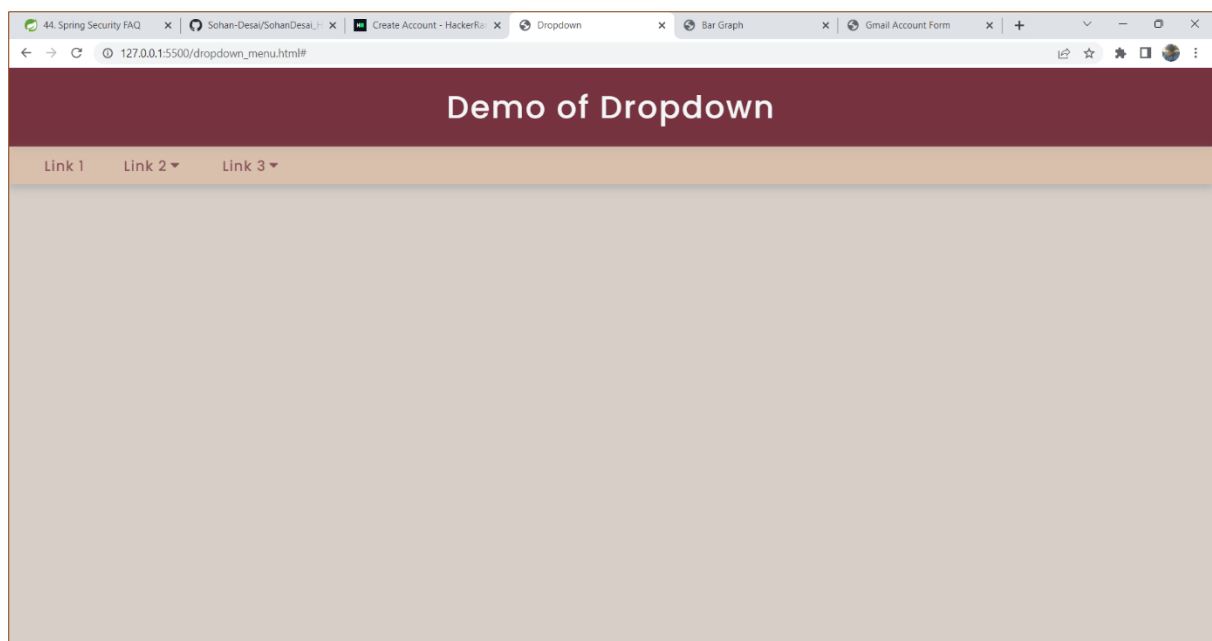 44. Spring Security FAQ
Sohan-Desai/SohanDesai_H
Create Account - HackerRa
Dropdown
Bar Graph
Gmail Account Form
127.0.0.1:5500/dropdown_menu.html#
Demo of Dropdown
Link 1 Link 2 Link 3